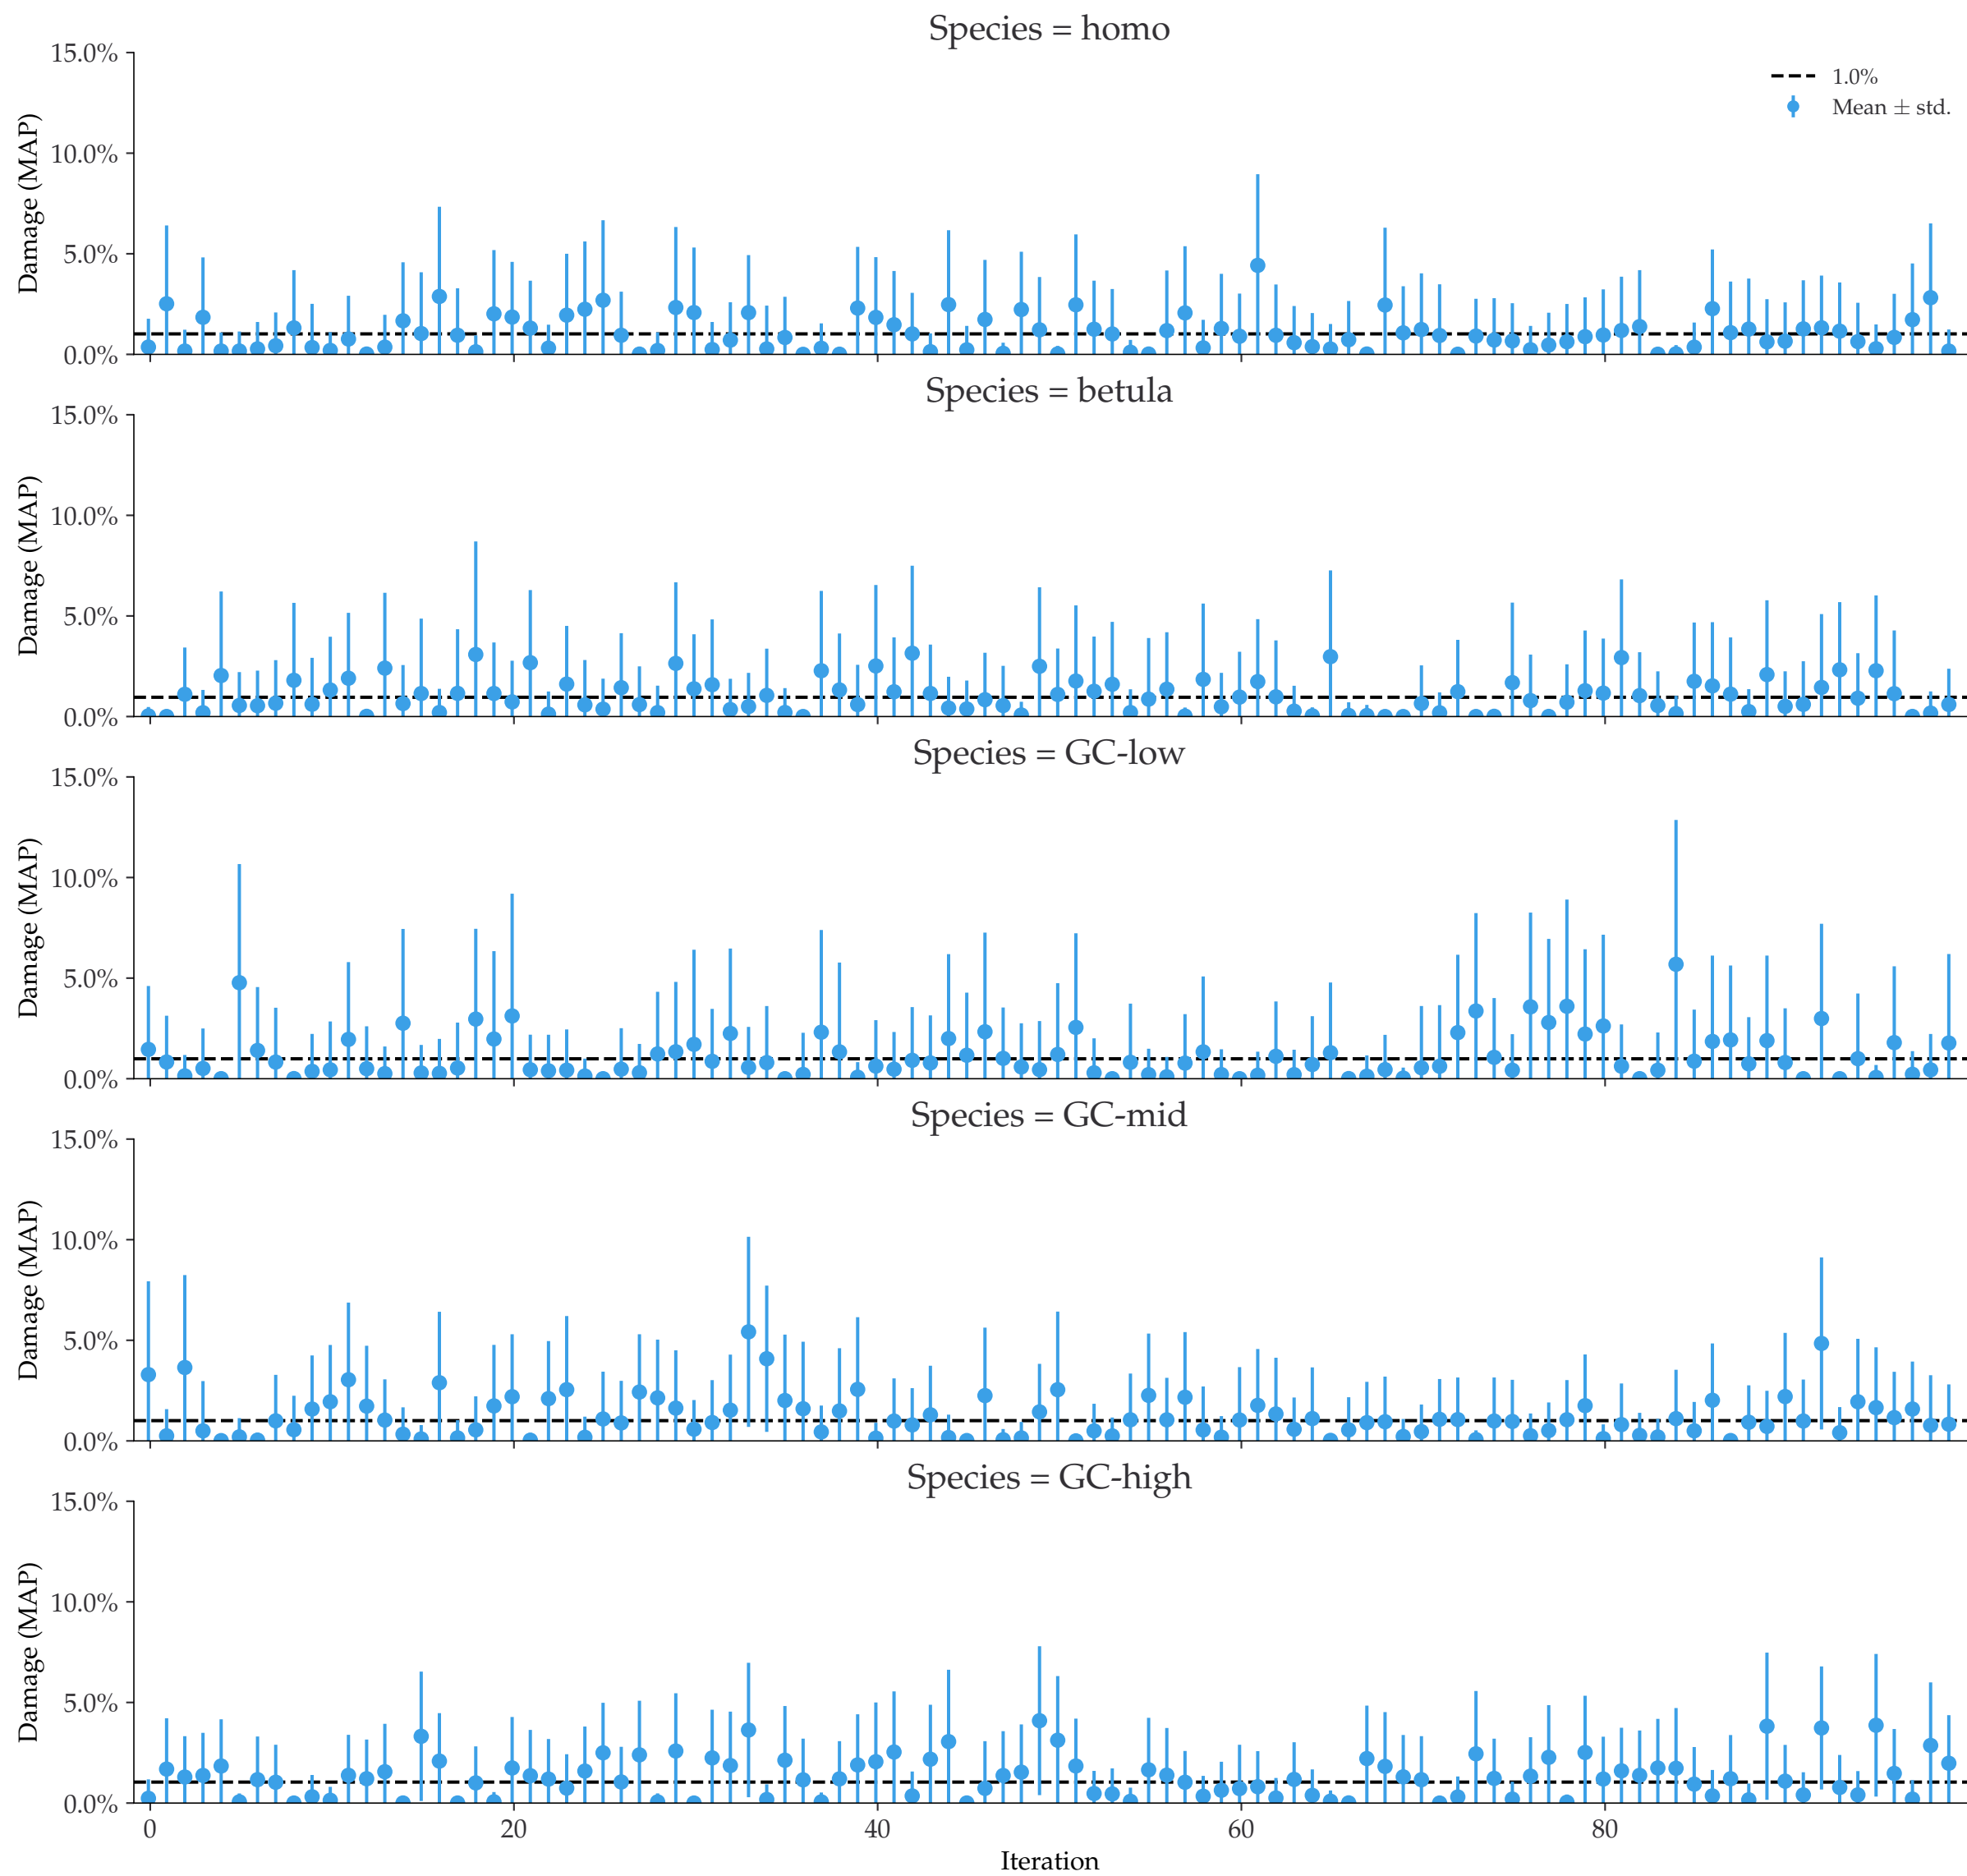 Species = homo
15.0%
10.0%
5.0%
0.0%
Damage (MAP)
1.0%
Mean ± std.
Species = betula
15.0%
10.0%
5.0%
0.0%
Damage (MAP)
Species = GC-low
15.0%
10.0%
5.0%
0.0%
Damage (MAP)
Species = GC-mid
15.0%
10.0%
5.0%
0.0%
Damage (MAP)
Species = GC-high
15.0%
10.0%
5.0%
0.0%
Damage (MAP)
0 20 40 60 80
Iteration